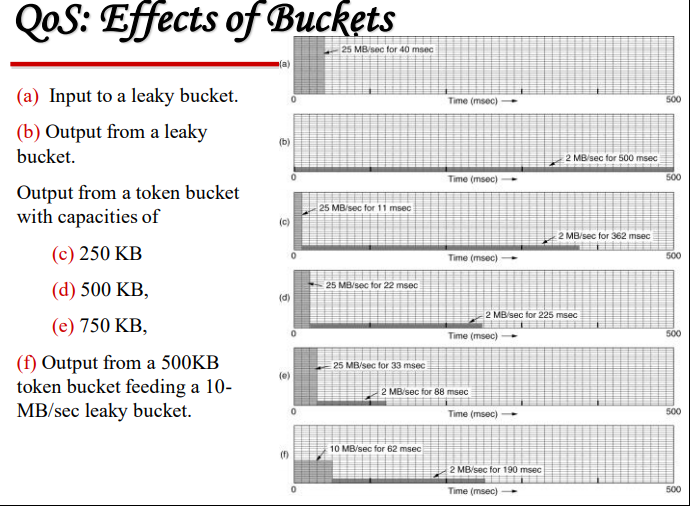 QoS: Effects of Buckets
(a) Input to a leaky bucket.
(b) Output from a leaky
bucket.
Output from a token bucket
with capacities of
(c) 250 KB
(d) 500 KB,
(e) 750 KB,
(f) Output from a 500KB
token bucket feeding a 10-
MB/sec leaky bucket.
25 MB/sec for 40 msec
(a)
0 Time (msec) 500
(b)
2 MB/sec for 500 msec
0 Time (msec) 500
25 MB/sec for 11 msec
(c)
2 MB/sec for 362 msec
0 Time (msec) 500
25 MB/sec for 22 msec
(d)
2 MB/sec for 225 msec
0 Time (msec) 500
25 MB/sec for 33 msec
(e)
2 MB/sec for 88 msec
0 Time (msec) 500
10 MB/sec for 62 msec
(f)
2 MB/sec for 190 msec
0 Time (msec) 500